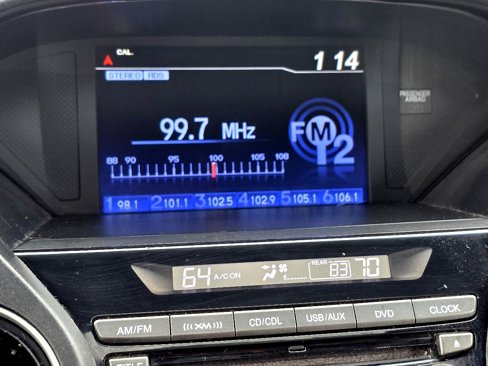 CAL.
1 14
STEREO RDS
PASSENGER
AIRBAG
99.7 MHz
FM 2
88 90 95 100 105 108
1 98.1 2 101.1 3 102.5 4 102.9 5 105.1 6 106.1
64 A/C ON REAR 83 70
AM/FM XM CD/CDL USB/AUX DVD CLOCK
TITLE